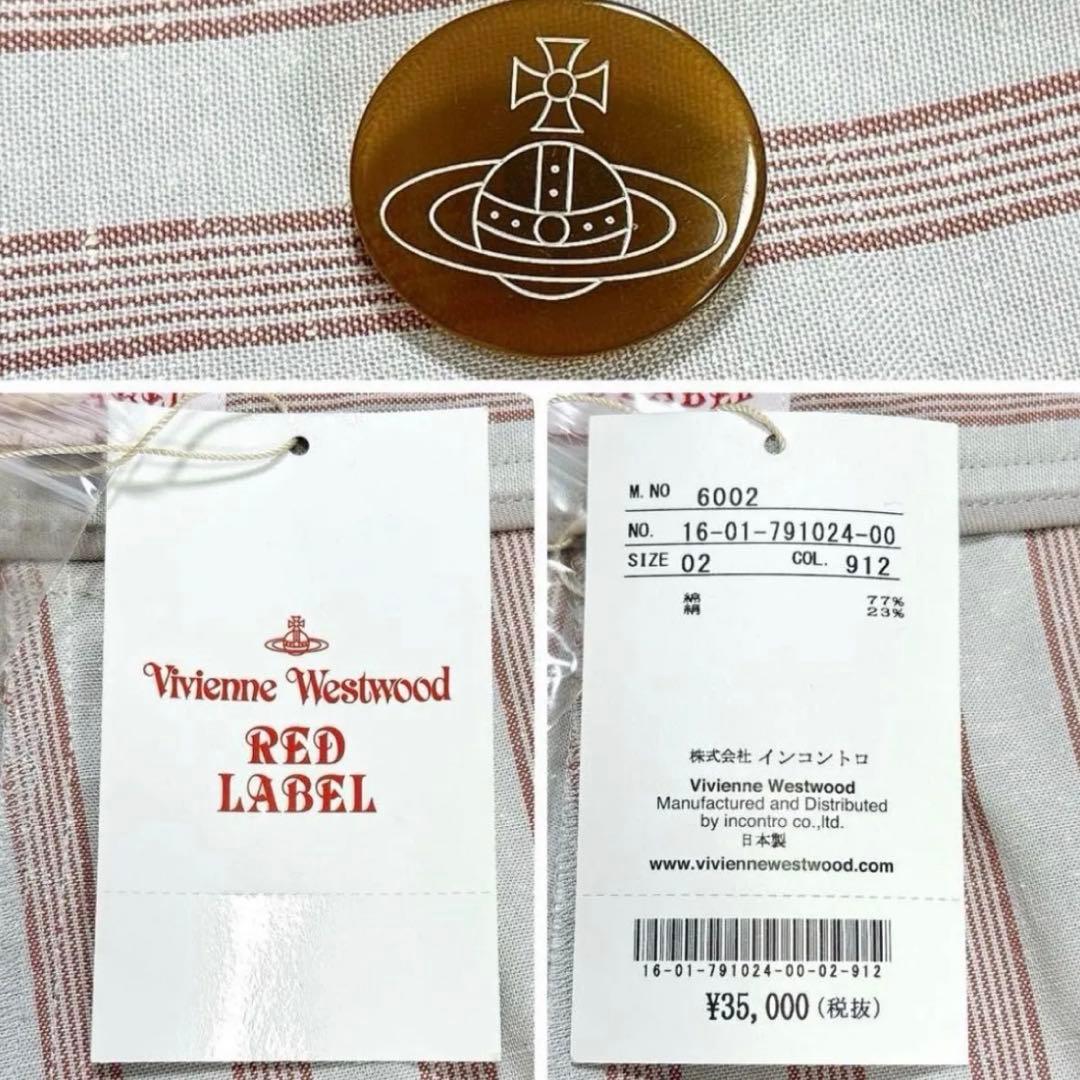 AREL
LABEL
Vivienne Westwood
RED
LABEL
M.NO 6002
NO. 16-01-791024-00
SIZE 02 COL. 912
綿 77%
絹 23%
株式会社 インコントロ
Vivienne Westwood
Manufactured and Distributed
by incontro co.,ltd.
日本製
www.viviennewestwood.com
16-01-791024-00-02-912
¥35,000(税抜)